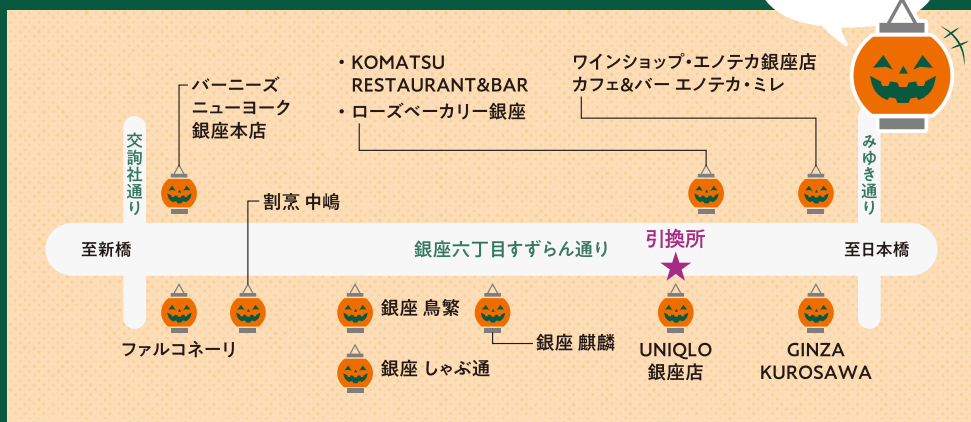 バーニーズ
ニューヨーク
銀座本店
・KOMATSU
RESTAURANT&BAR
・ローズベーカリー銀座
ワインショップ・エノテカ銀座店
カフェ&バー エノテカ・ミレ
交詢社通り
みゆき通り
割烹 中嶋
至新橋
銀座六丁目すずらん通り
引換所
至日本橋
ファルコネーリ
銀座 鳥繁
銀座 しゃぶ通
銀座 麒麟
UNIQLO
銀座店
GINZA
KUROSAWA